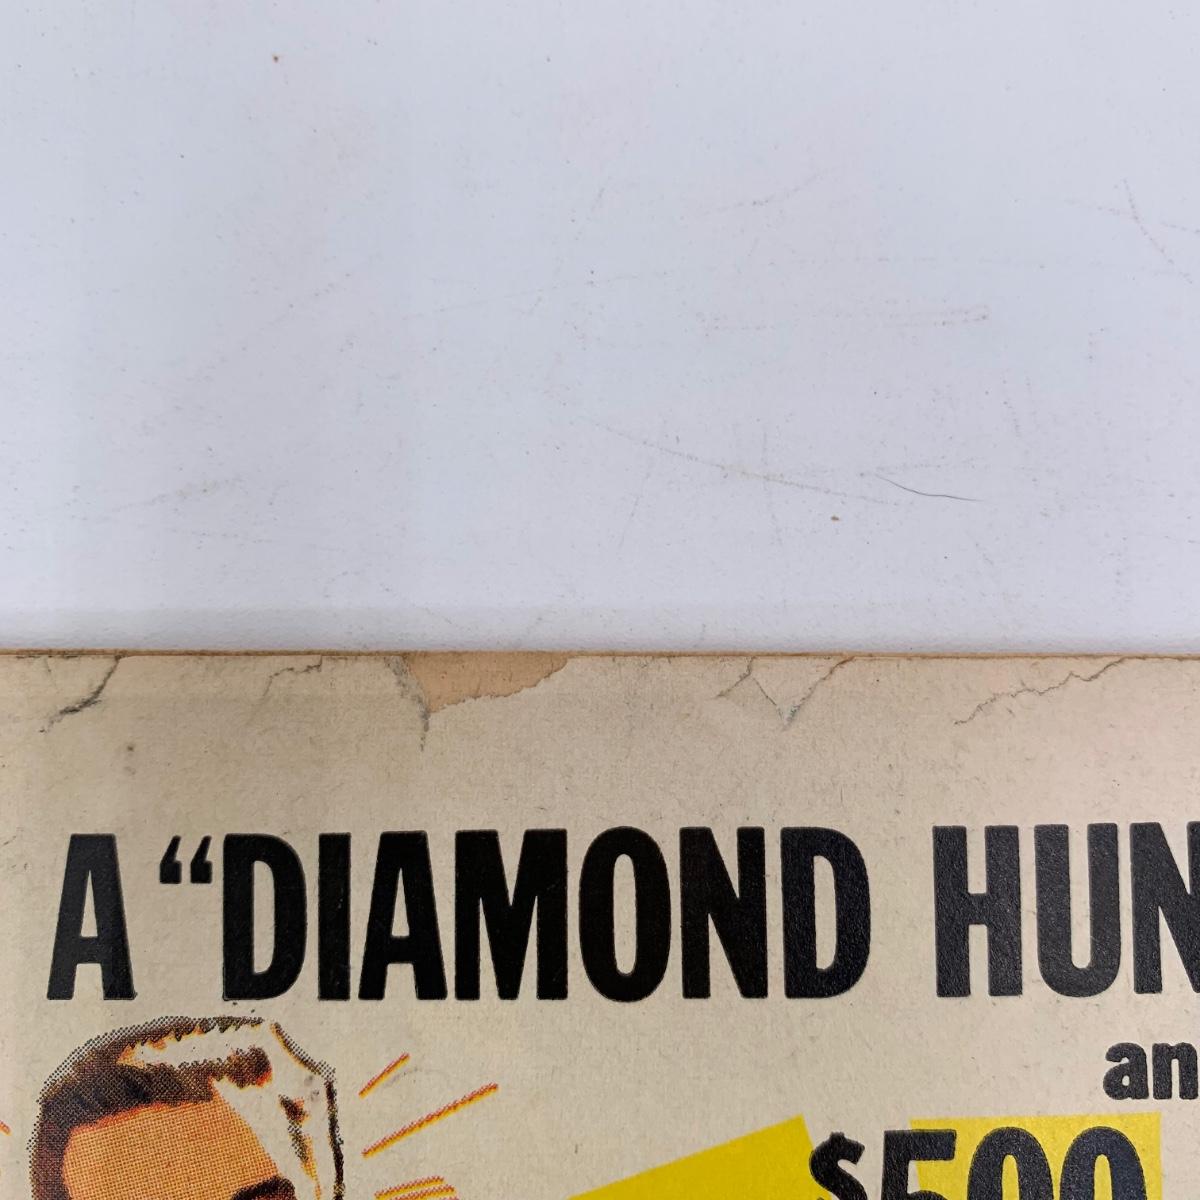 A “DIAMOND HUN
an
$500